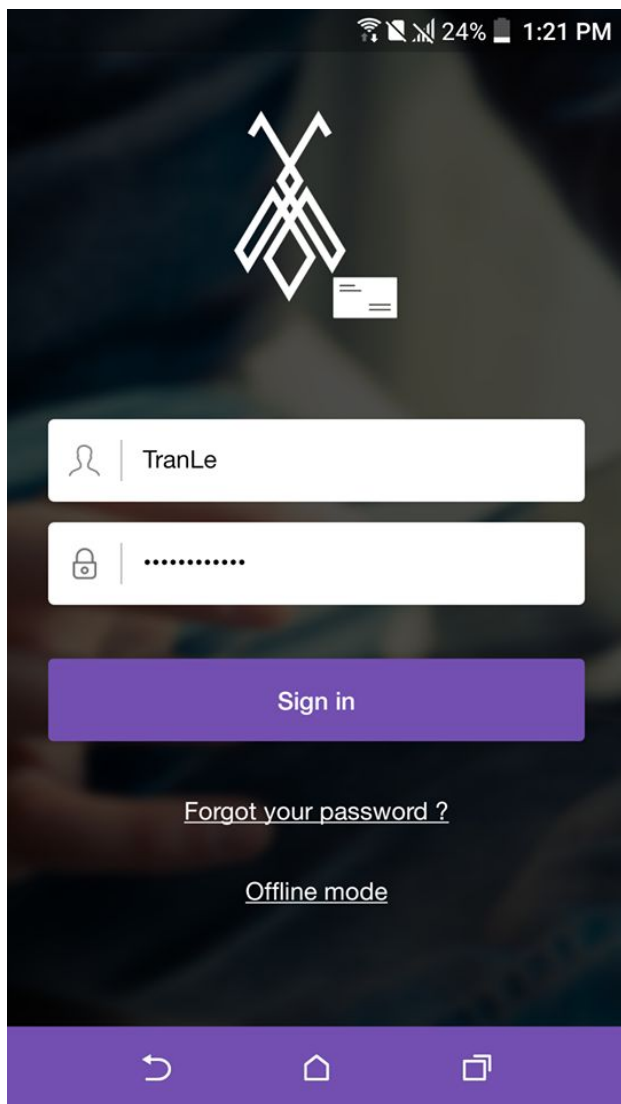 24% 1:21 PM
TranLe
••••••••••••
Sign in
Forgot your password ?
Offline mode